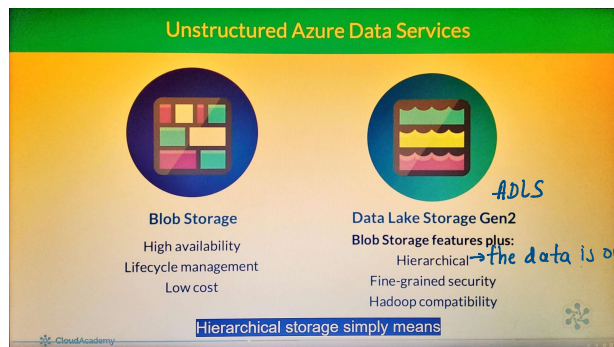 Unstructured Azure Data Services
Blob Storage
High availability
Lifecycle management
Low cost
ADLS
Data Lake Storage Gen2
Blob Storage features plus:
Hierarchical → the data is
Fine-grained security
Hadoop compatibility
Hierarchical storage simply means
CloudAcademy